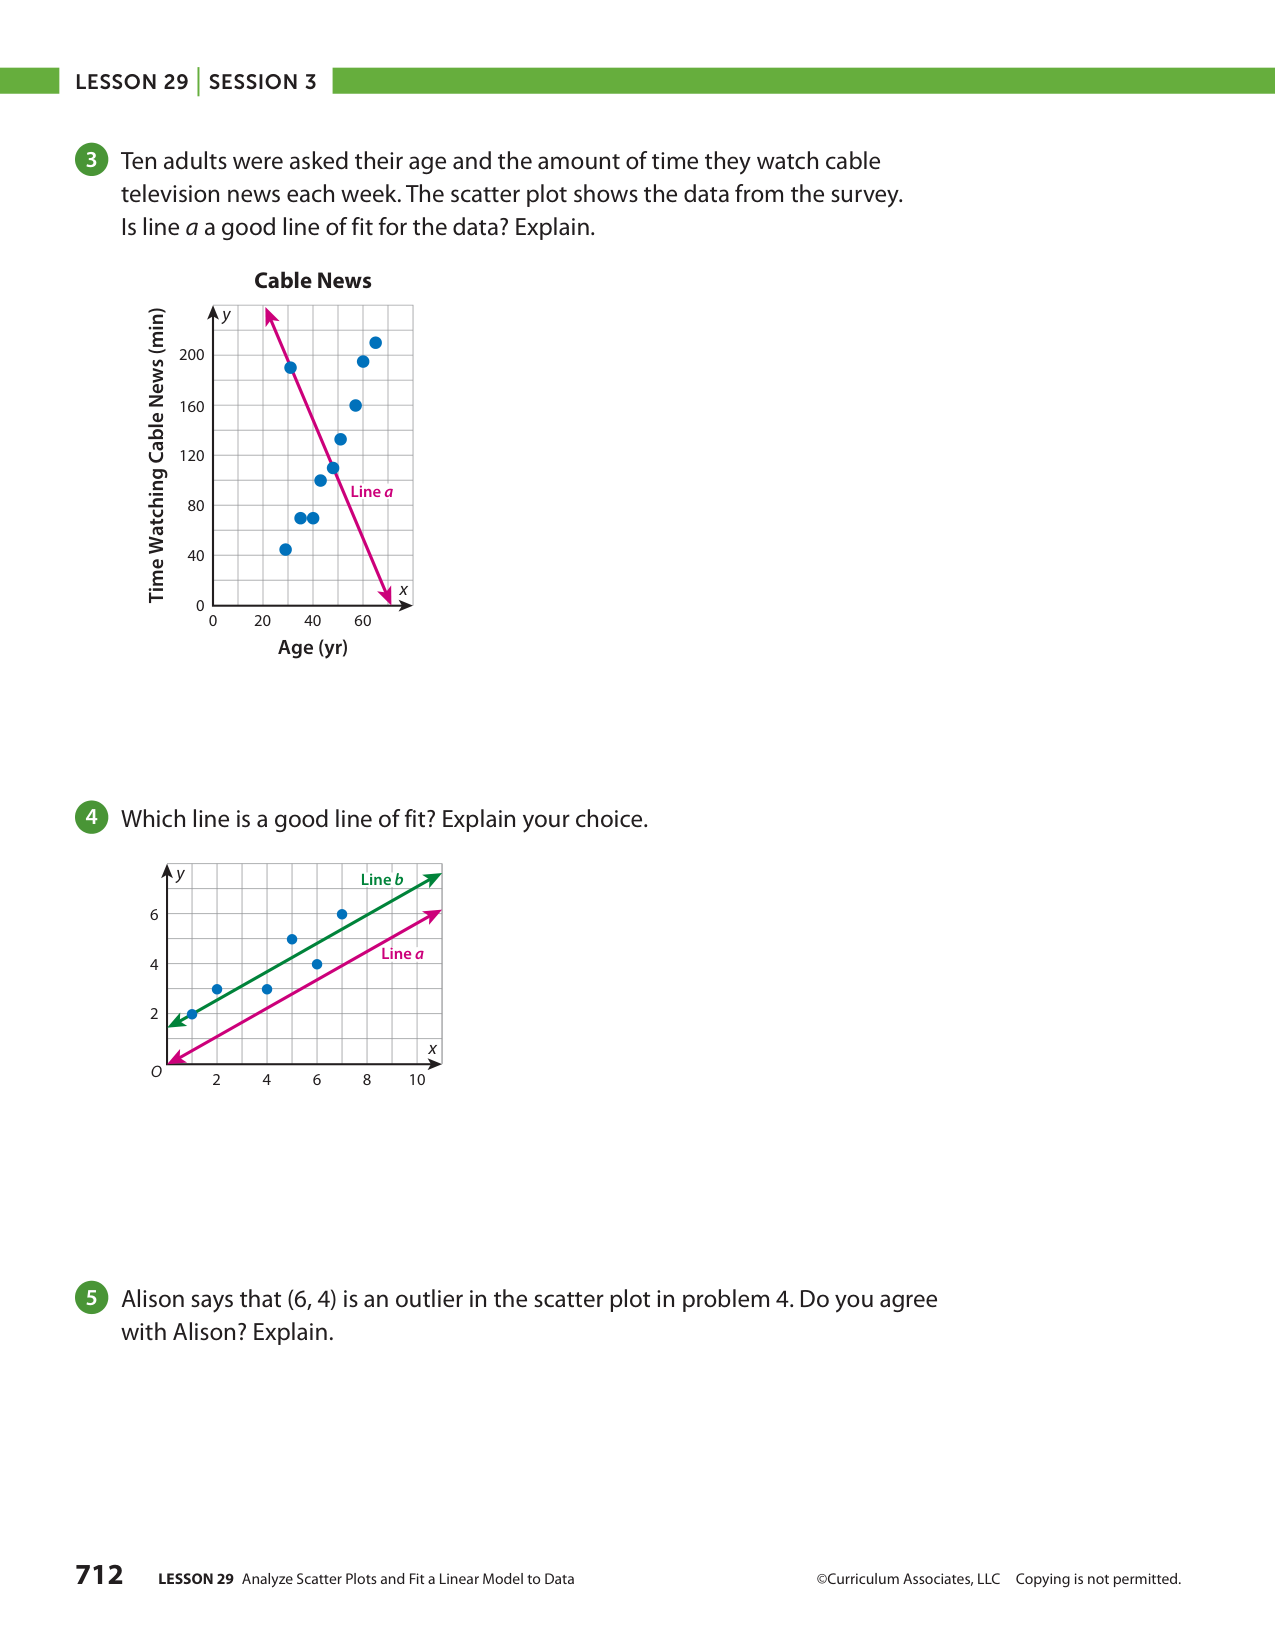 LESSON 29 | SESSION 3
3 Ten adults were asked their age and the amount of time they watch cable
television news each week. The scatter plot shows the data from the survey.
Is line a a good line of fit for the data? Explain.
Cable News
Time Watching Cable News (min)
y
200
160
120
80
40
0
Line a
x
0 20 40 60
Age (yr)
4 Which line is a good line of fit? Explain your choice.
y
Line b
6
4
2
Line a
x
O
2 4 6 8 10
5 Alison says that (6, 4) is an outlier in the scatter plot in problem 4. Do you agree
with Alison? Explain.
712 LESSON 29 Analyze Scatter Plots and Fit a Linear Model to Data ©Curriculum Associates, LLC Copying is not permitted.